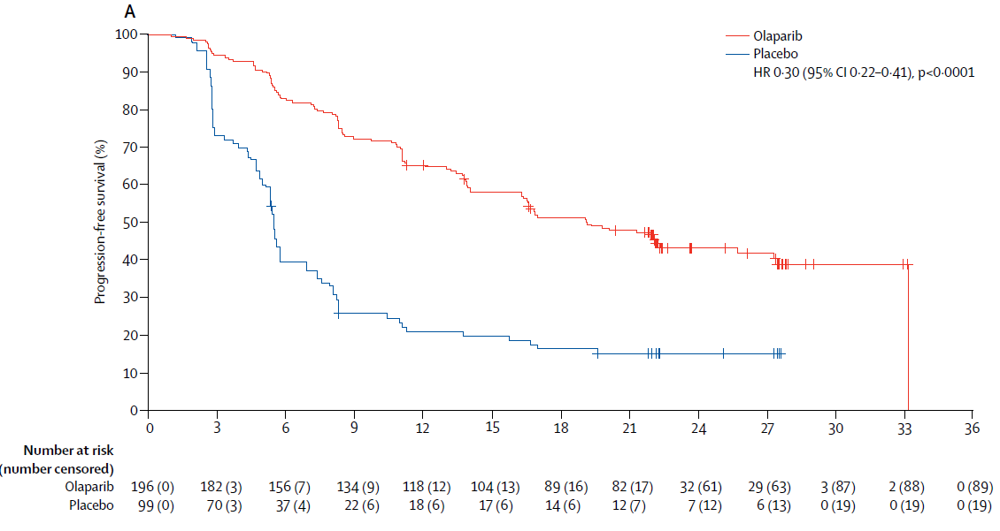 A
100
90
80
70
60
50
40
30
20
10
0
Progression-free survival (%)
Olaparib
Placebo
HR 0·30 (95% CI 0·22–0·41), p<0·0001
0 3 6 9 12 15 18 21 24 27 30 33 36
Number at risk
(number censored)
Olaparib 196 (0) 182 (3) 156 (7) 134 (9) 118 (12) 104 (13) 89 (16) 82 (17) 32 (61) 29 (63) 3 (87) 2 (88) 0 (89)
Placebo 99 (0) 70 (3) 37 (4) 22 (6) 18 (6) 17 (6) 14 (6) 12 (7) 7 (12) 6 (13) 0 (19) 0 (19) 0 (19)